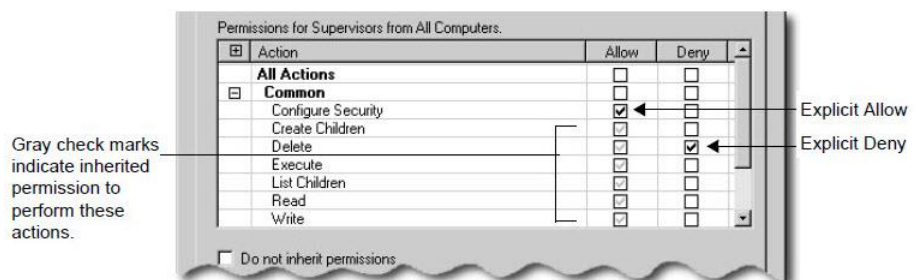 Permissions for Supervisors from All Computers.
Action Allow Deny
All Actions
Common
Configure Security
Create Children
Delete
Execute
List Children
Read
Write
Do not inherit permissions
Explicit Allow
Explicit Deny
Gray check marks
indicate inherited
permission to
perform these
actions.